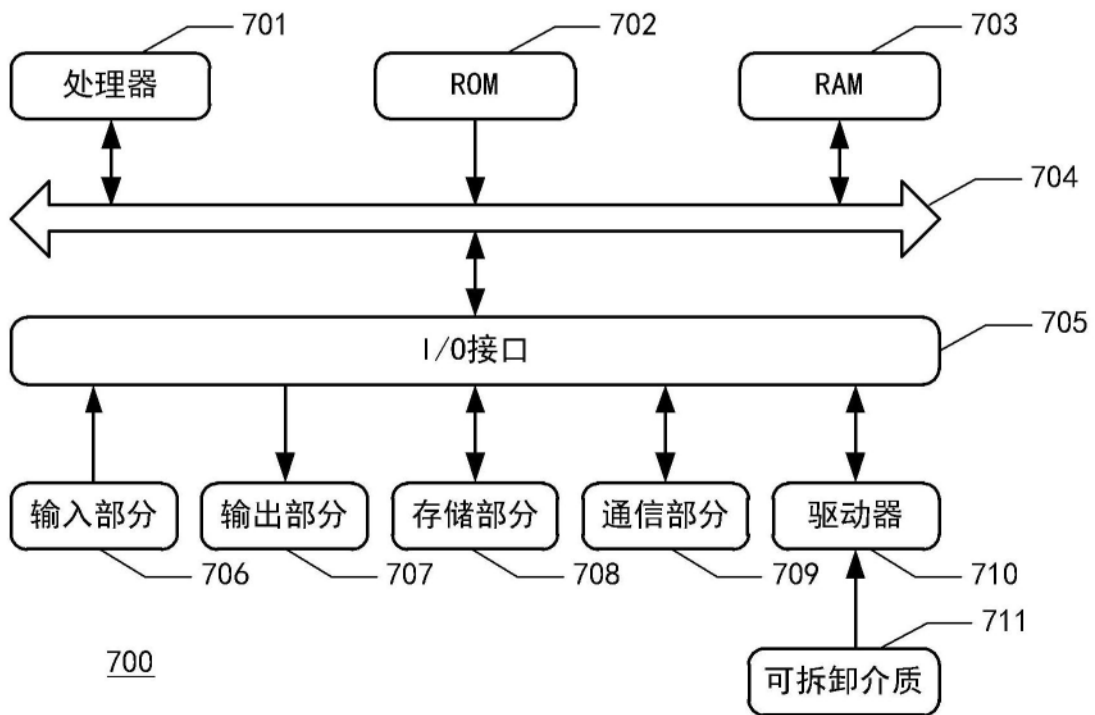 701
702
703
处理器
ROM
RAM
704
I/O接口
705
输入部分
输出部分
存储部分
通信部分
驱动器
706
707
708
709
710
711
700
可拆卸介质